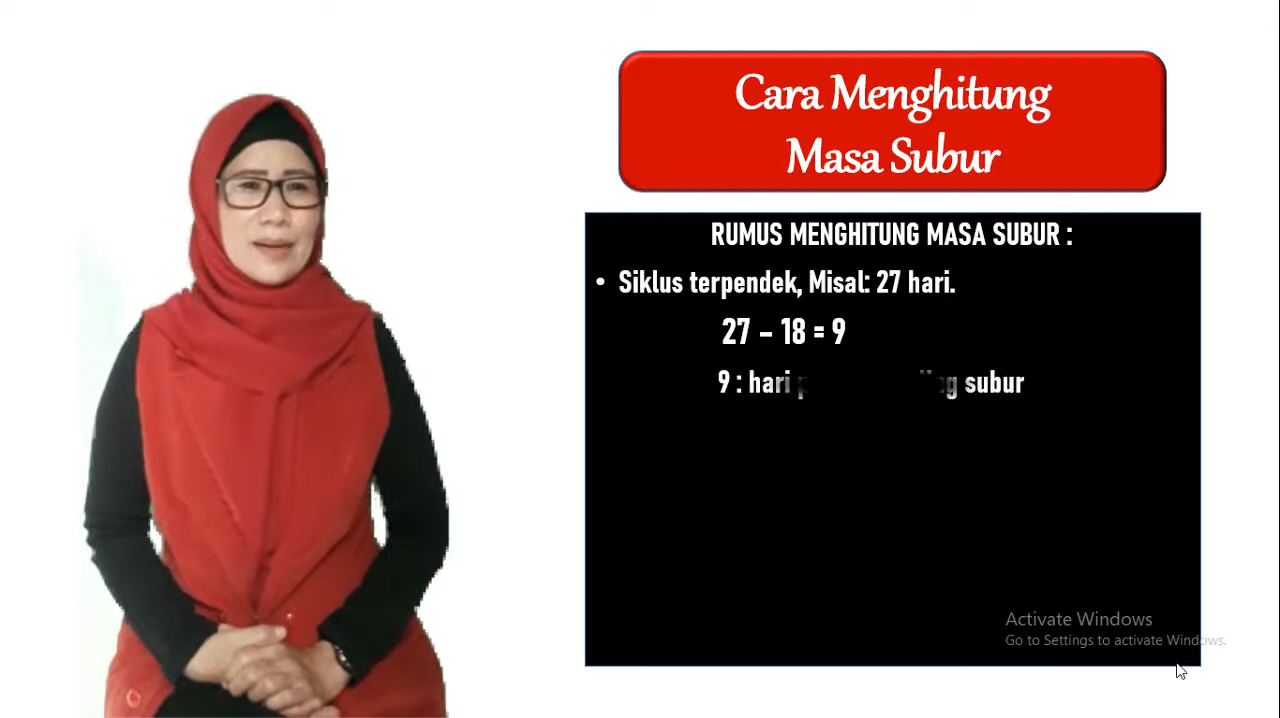 Cara Menghitung
Masa Subur
RUMUS MENGHITUNG MASA SUBUR :
• Siklus terpendek, Misal: 27 hari.
27 – 18 = 9
9 : hari subur
Activate Windows
Go to Settings to activate Windows.